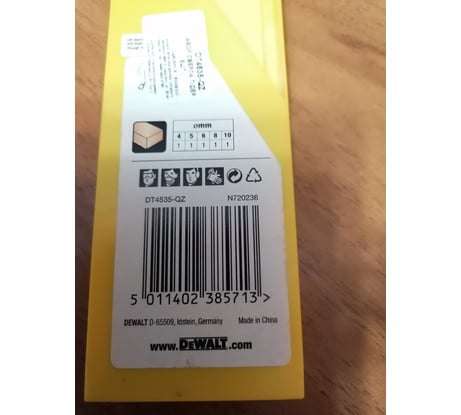 DT4535-QZ
ømm
4 5 6 8 10
1 1 1 1 1
DT4535-QZ N720236
5 011402 385713 >
DEWALT D-65509, Idstein, Germany Made in China
www.DEWALT.com